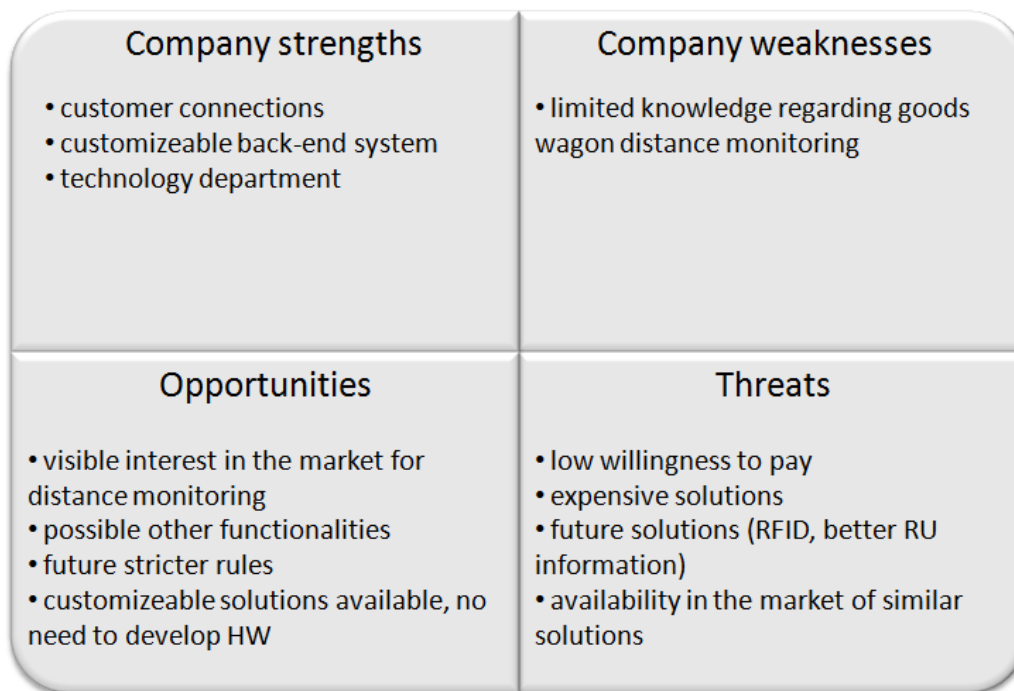 Company strengths
• customer connections
• customizeable back-end system
• technology department
Company weaknesses
• limited knowledge regarding goods
wagon distance monitoring
Opportunities
• visible interest in the market for
distance monitoring
• possible other functionalities
• future stricter rules
• customizeable solutions available, no
need to develop HW
Threats
• low willingness to pay
• expensive solutions
• future solutions (RFID, better RU
information)
• availability in the market of similar
solutions